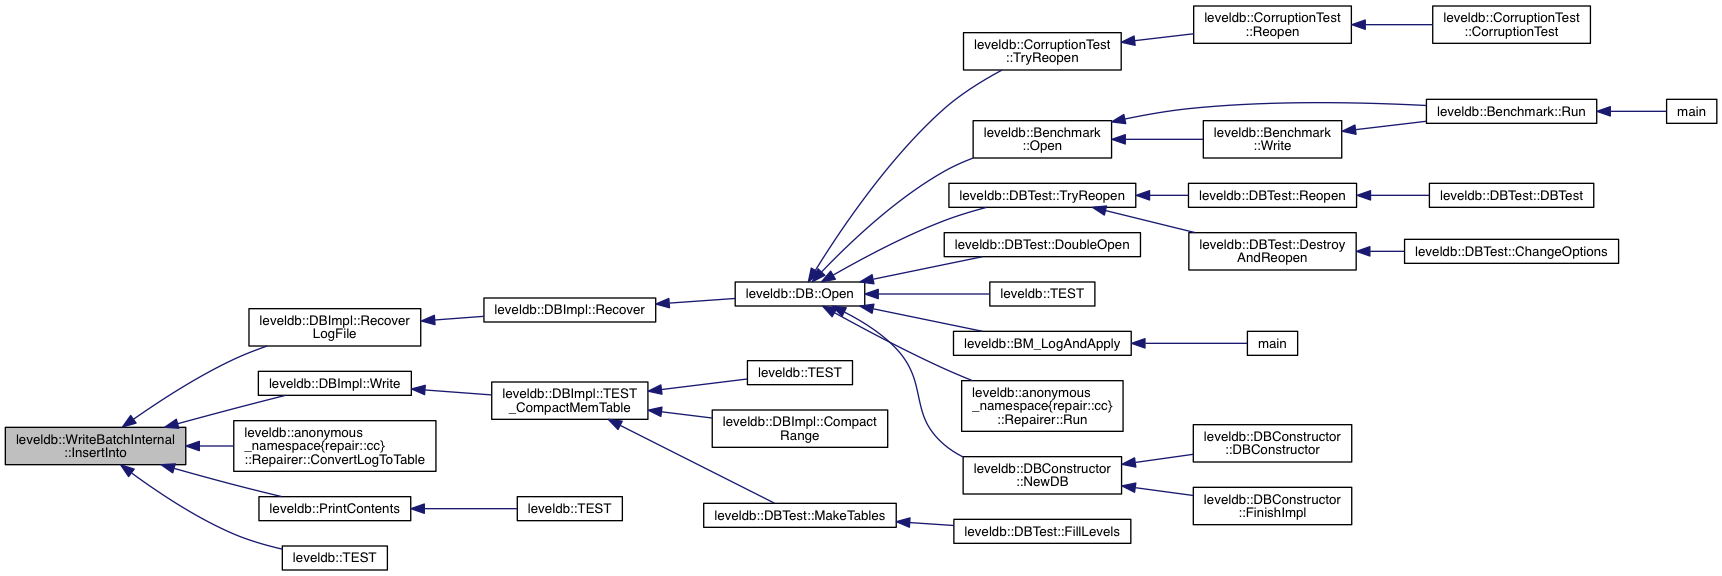 leveldb::CorruptionTest
::TryReopen
leveldb::CorruptionTest
::Reopen
leveldb::CorruptionTest
::CorruptionTest
leveldb::Benchmark
::Open
leveldb::Benchmark
::Write
leveldb::Benchmark::Run
main
leveldb::DBTest::TryReopen
leveldb::DBTest::Reopen
leveldb::DBTest::DBTest
leveldb::DBTest::Destroy
AndReopen
leveldb::DBTest::ChangeOptions
leveldb::DBTest::DoubleOpen
leveldb::DB::Open
leveldb::TEST
leveldb::DBImpl::Recover
LogFile
leveldb::DBImpl::Recover
leveldb::BM_LogAndApply
main
leveldb::DBImpl::Write
leveldb::DBImpl::TEST
_CompactMemTable
leveldb::TEST
leveldb::DBImpl::Compact
Range
leveldb::anonymous
_namespace{repair::cc}
::Repairer::Run
leveldb::WriteBatchInternal
::InsertInto
leveldb::anonymous
_namespace{repair::cc}
::Repairer::ConvertLogToTable
leveldb::DBConstructor
::NewDB
leveldb::DBConstructor
::DBConstructor
leveldb::DBConstructor
::FinishImpl
leveldb::PrintContents
leveldb::TEST
leveldb::DBTest::MakeTables
leveldb::DBTest::FillLevels
leveldb::TEST